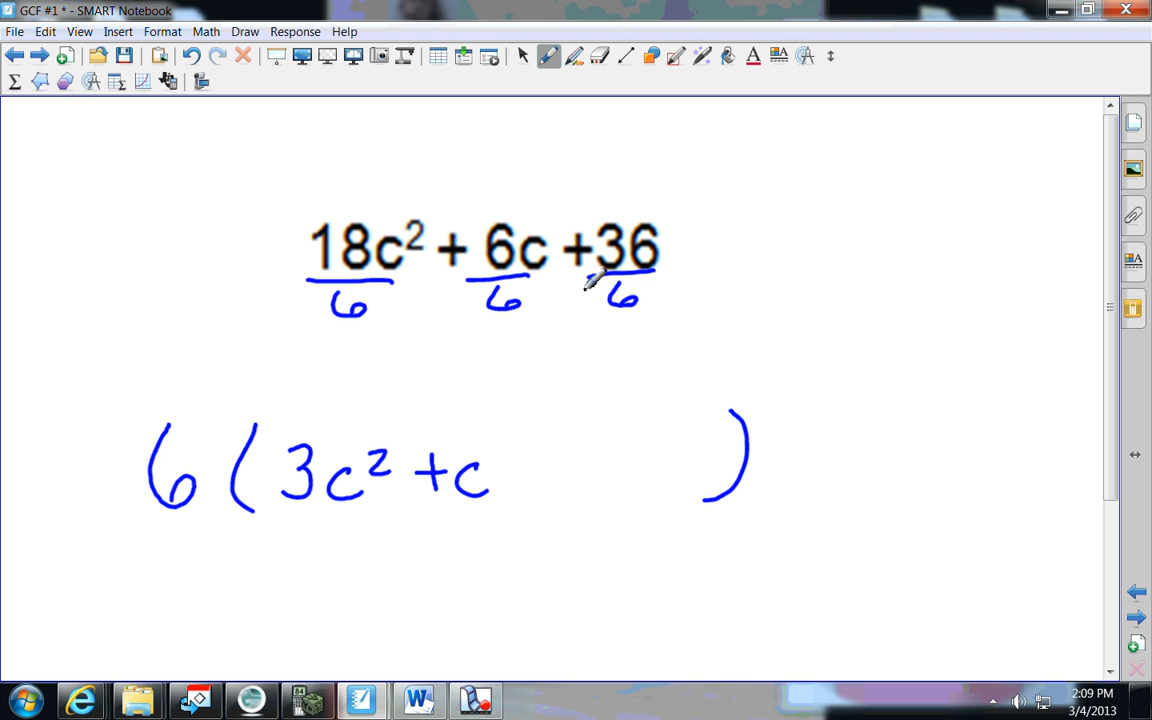 GCF #1 * - SMART Notebook
File Edit View Insert Format Math Draw Response Help
18c² + 6c +36
6 6 6
6 ( 3c² + c )
2:09 PM
3/4/2013